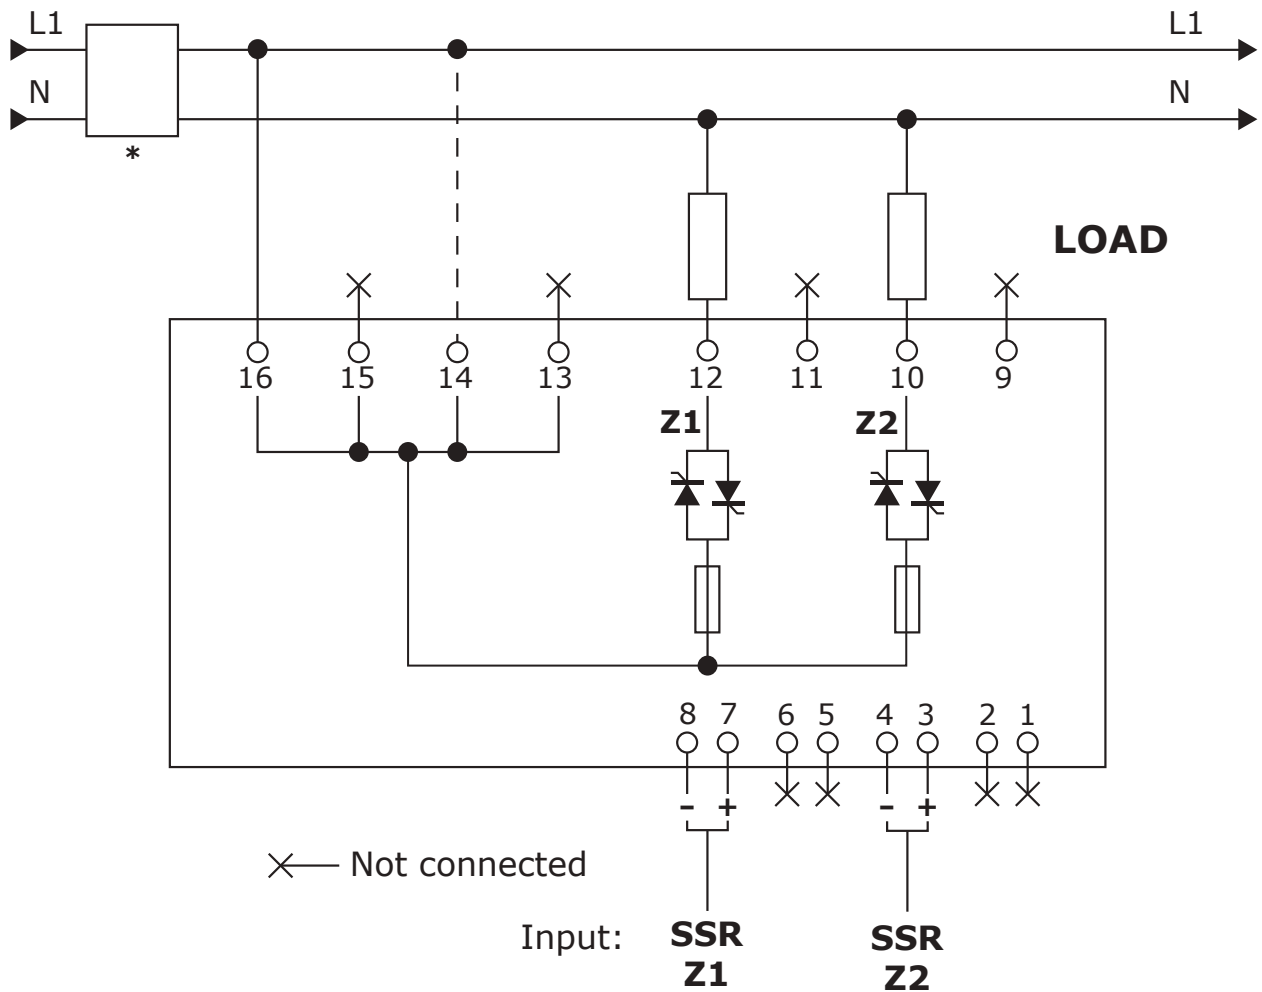 L1 L1
N N
*
LOAD
16 15 14 13 12 11 10 9
Z1 Z2
8 7 6 5 4 3 2 1
- + - +
Not connected
Input: SSR SSR
Z1 Z2